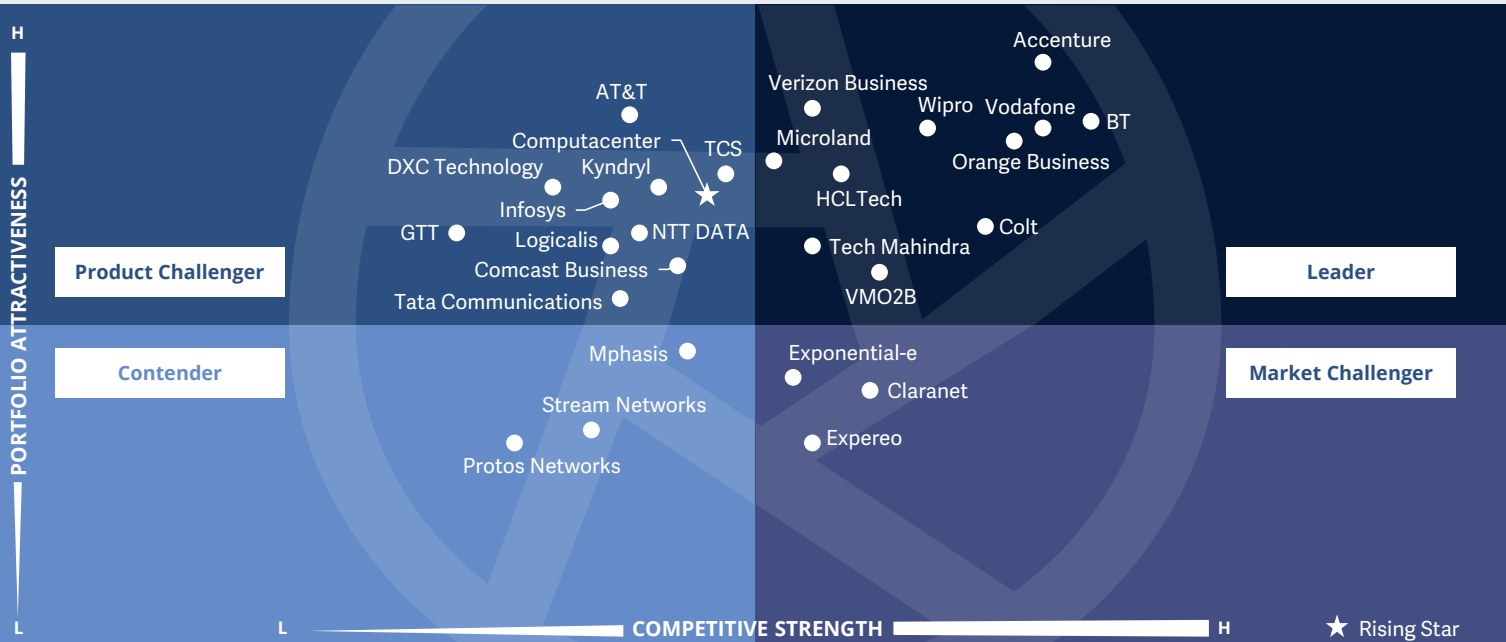 H
Accenture
Verizon Business
AT&T
Wipro
Vodafone
BT
Computacenter
Microland
TCS
Orange Business
DXC Technology
Kyndryl
HCLTech
Infosys
Colt
GTT
NTT DATA
Logicalis
Tech Mahindra
Comcast Business
Product Challenger
Leader
VMO2B
Tata Communications
PORTFOLIO ATTRACTIVENESS
Mphasis
Exponential-e
Contender
Market Challenger
Claranet
Stream Networks
Expereo
Protos Networks
L
L
COMPETITIVE STRENGTH
H
Rising Star